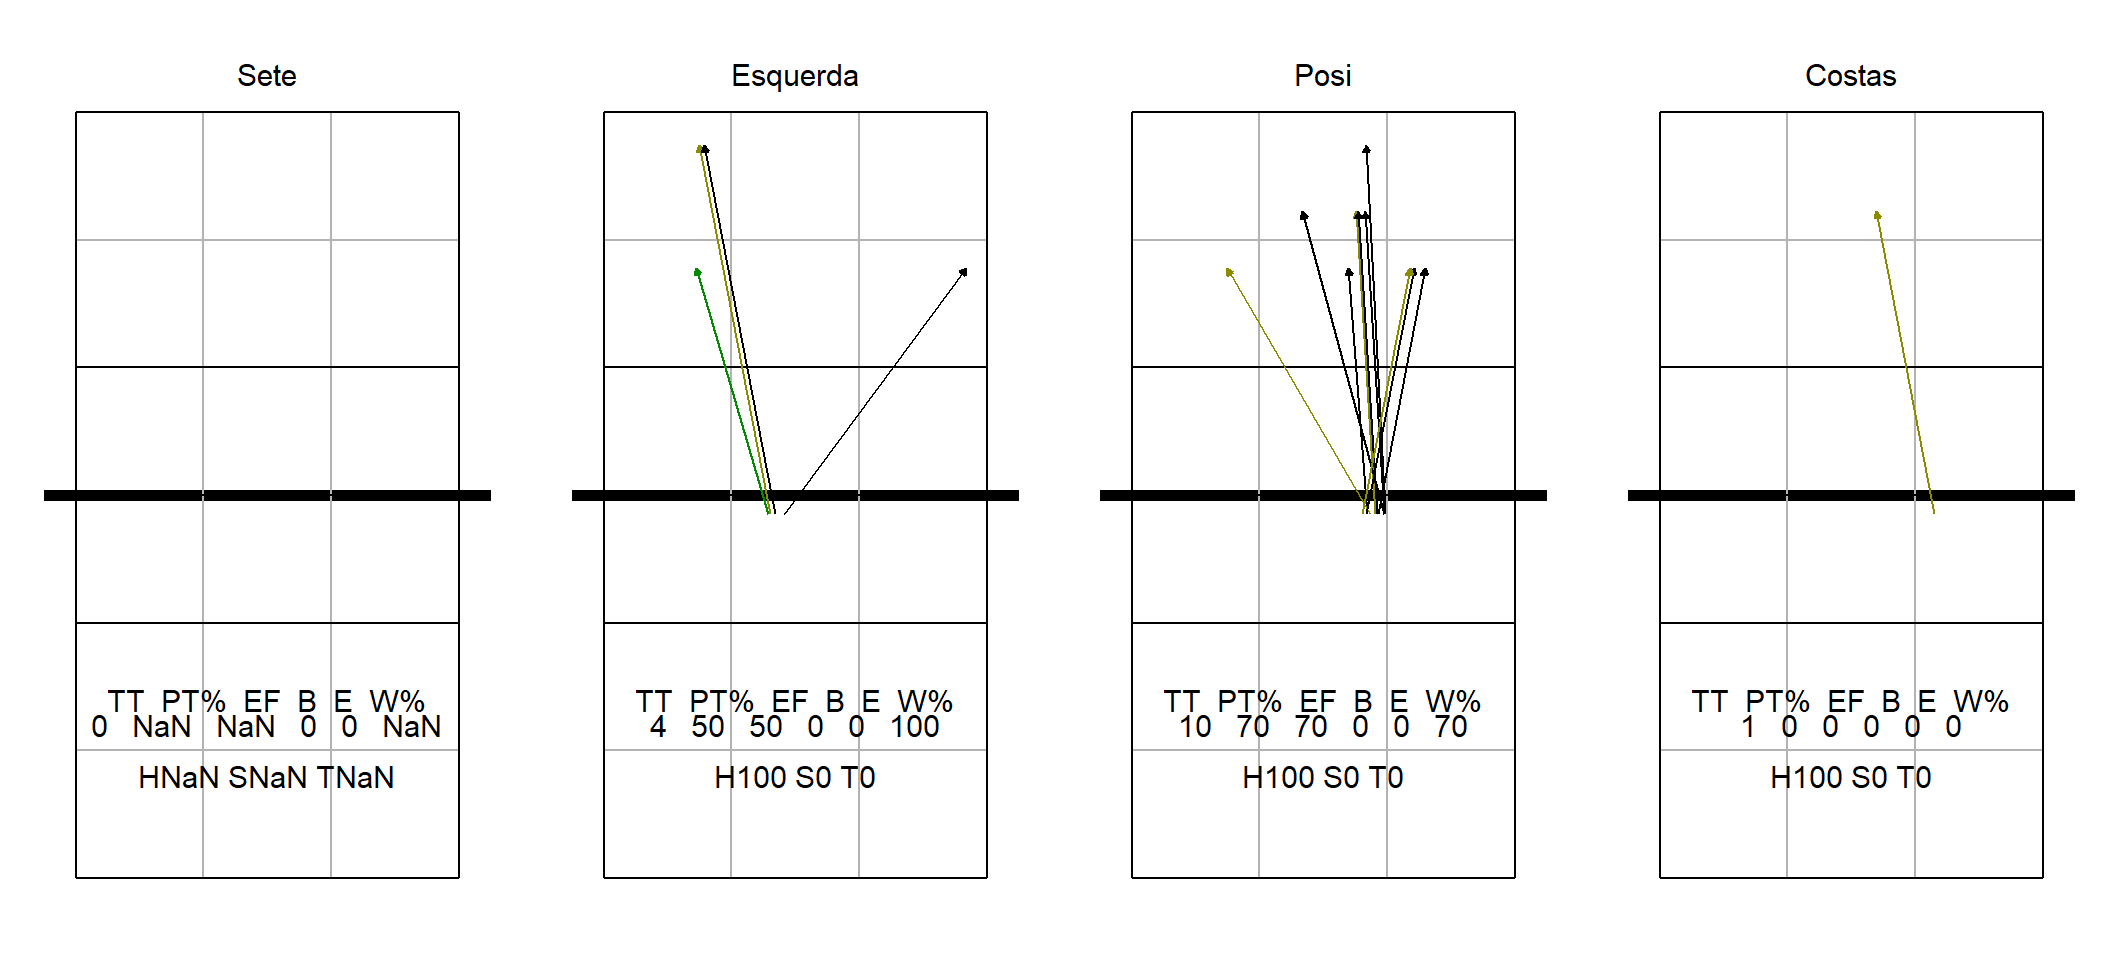 Sete
TT PT% EF B E W%
0 NaN NaN 0 0 NaN
HNaN SNaN TNaN
Esquerda
TT PT% EF B E W%
4 50 50 0 0 100
H100 S0 T0
Posi
TT PT% EF B E W%
10 70 70 0 0 70
H100 S0 T0
Costas
TT PT% EF B E W%
1 0 0 0 0 0
H100 S0 T0